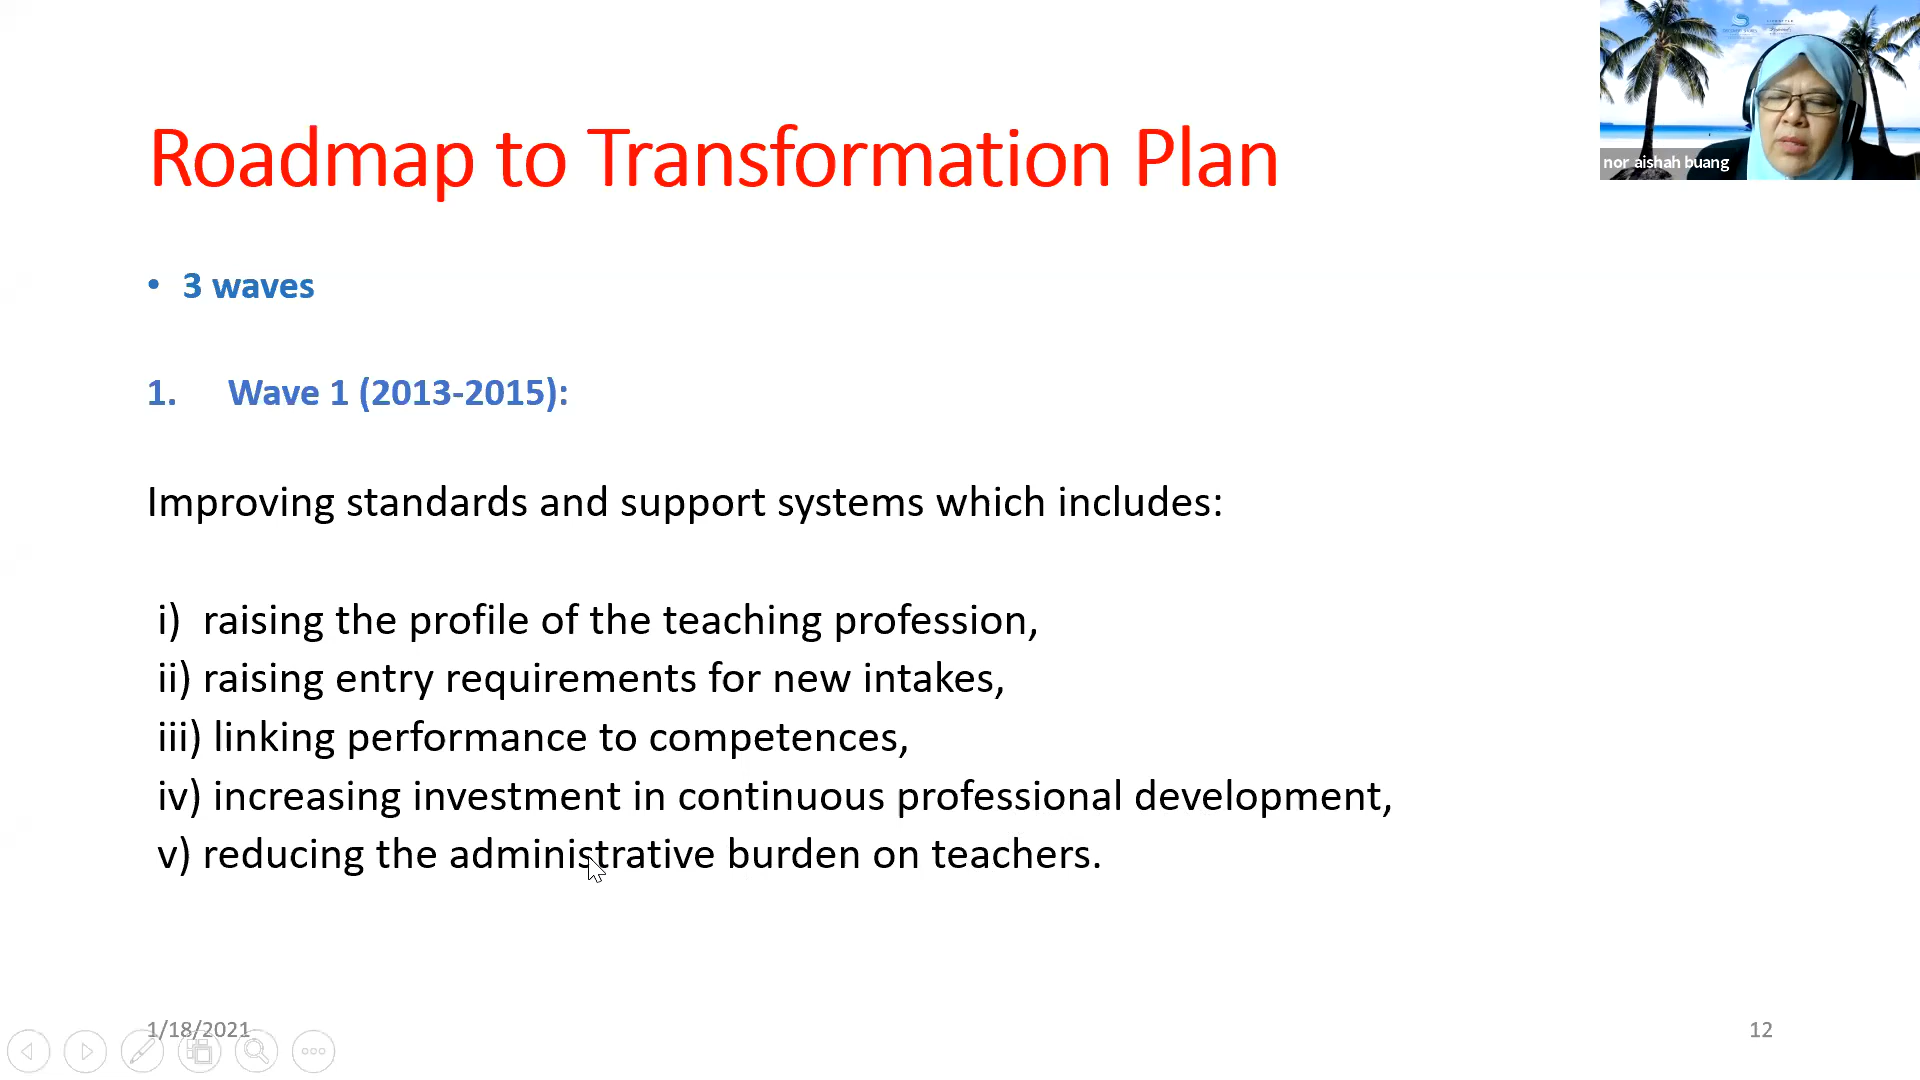 Roadmap to Transformation Plan
nor aishah buang
• 3 waves
1. Wave 1 (2013-2015):
Improving standards and support systems which includes:
i) raising the profile of the teaching profession,
ii) raising entry requirements for new intakes,
iii) linking performance to competences,
iv) increasing investment in continuous professional development,
v) reducing the administrative burden on teachers.
1/18/2021
12